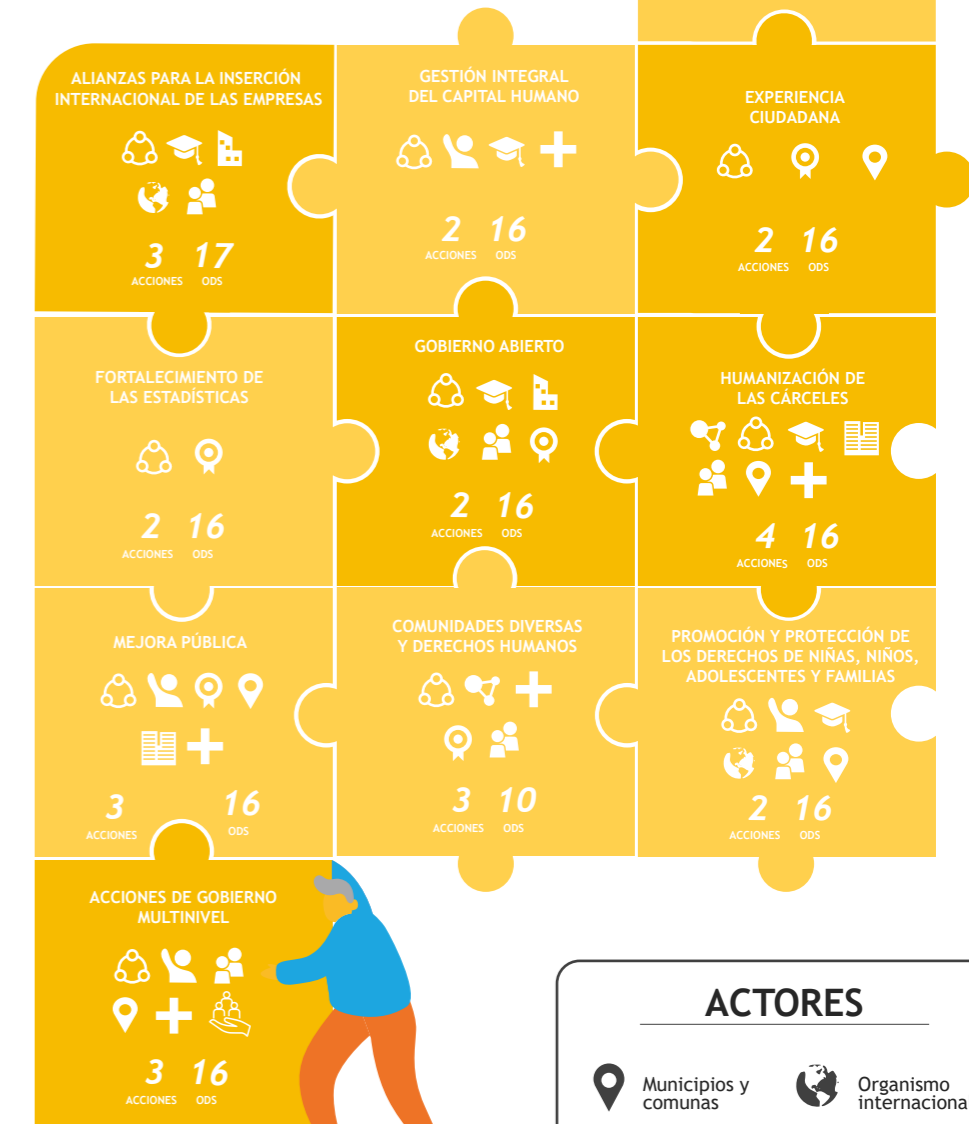 ALIANZAS PARA LA INSERCIÓN
INTERNACIONAL DE LAS EMPRESAS
3 17
ACCIONES ODS
GESTIÓN INTEGRAL
DEL CAPITAL HUMANO
2 16
ACCIONES ODS
EXPERIENCIA
CIUDADANA
2 16
ACCIONES ODS
FORTALECIMIENTO DE
LAS ESTADÍSTICAS
2 16
ACCIONES ODS
GOBIERNO ABIERTO
2 16
ACCIONES ODS
HUMANIZACIÓN DE
LAS CÁRCELES
4 16
ACCIONES ODS
MEJORA PÚBLICA
3 16
ACCIONES ODS
COMUNIDADES DIVERSAS
Y DERECHOS HUMANOS
3 10
ACCIONES ODS
PROMOCIÓN Y PROTECCIÓN DE
LOS DERECHOS DE NIÑAS, NIÑOS,
ADOLESCENTES Y FAMILIAS
2 16
ACCIONES ODS
ACCIONES DE GOBIERNO
MULTINIVEL
3 16
ACCIONES ODS
ACTORES
Municipios y
comunas
Organismo
internacional